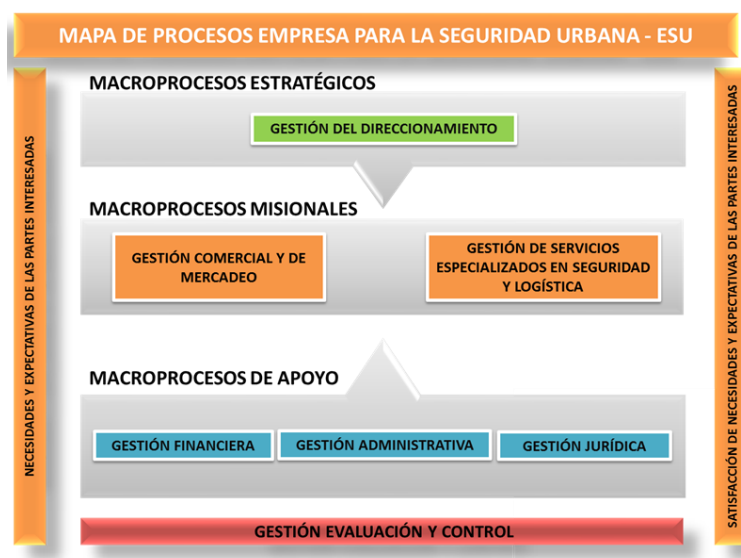 MAPA DE PROCESOS EMPRESA PARA LA SEGURIDAD URBANA - ESU
NECESIDADES Y EXPECTATIVAS DE LAS PARTES INTERESADAS
MACROPROCESOS ESTRATÉGICOS
GESTIÓN DEL DIRECCIONAMIENTO
MACROPROCESOS MISIONALES
GESTIÓN COMERCIAL Y DE
MERCADEO
GESTIÓN DE SERVICIOS
ESPECIALIZADOS EN SEGURIDAD
Y LOGÍSTICA
MACROPROCESOS DE APOYO
GESTIÓN FINANCIERA
GESTIÓN ADMINISTRATIVA
GESTIÓN JURÍDICA
GESTIÓN EVALUACIÓN Y CONTROL
SATISFACCIÓN DE NECESIDADES Y EXPECTATIVAS DE LAS PARTES INTERESADAS